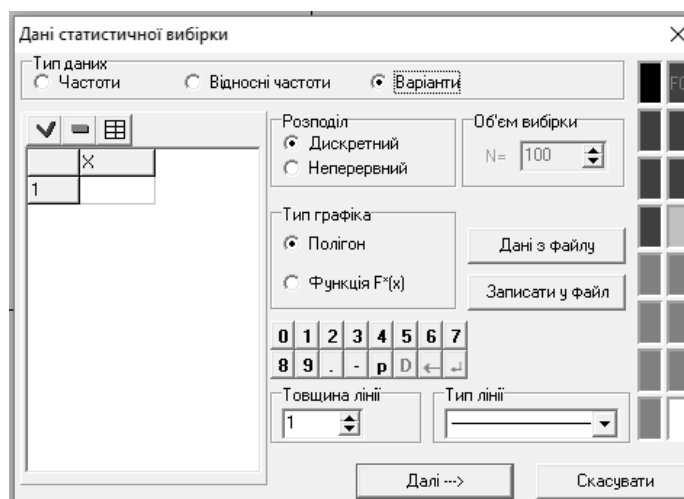 Дані статистичної вибірки
Тип даних
Частоти Відносні частоти Варіанти
Розподіл
Дискретний
Неперервний
Об'єм вибірки
N= 100
X
1
Тип графіка
Полігон
Функція F*(x)
Дані з файлу
Записати у файл
0 1 2 3 4 5 6 7
8 9 . - p D ← ↵
Товщина лінії
1
Тип лінії
Далі --->
Скасувати